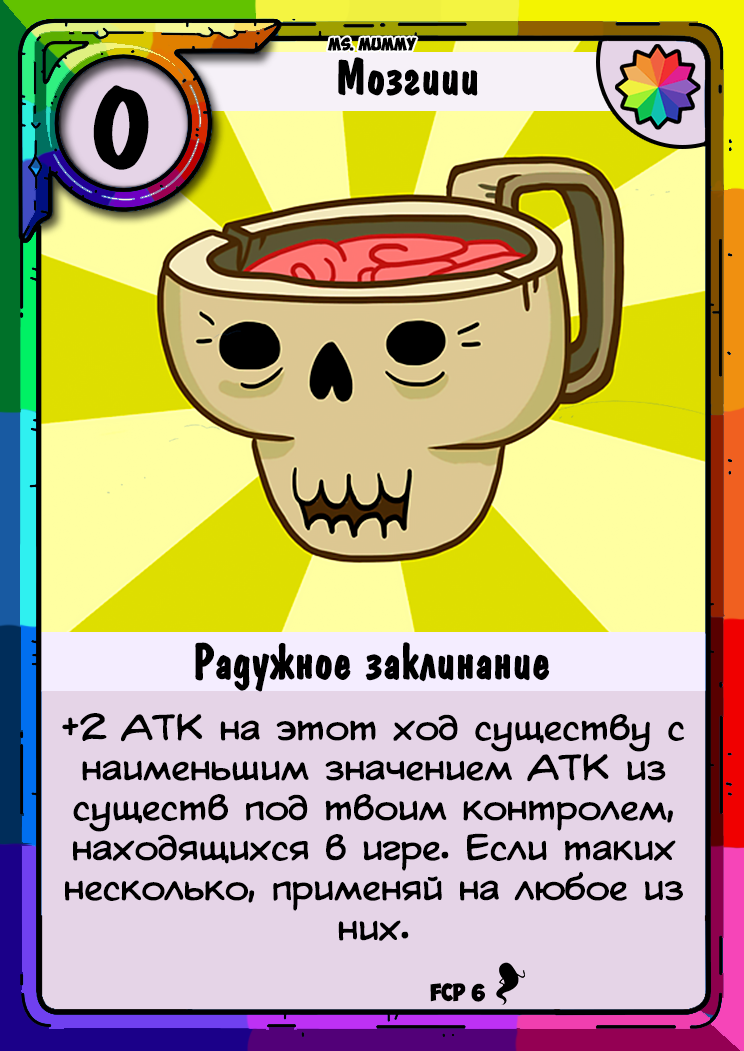 MS. MUMMY
0
Мозгиии
Радужное заклинание
+2 АТК на этот ход существу с
наименьшим значением АТК из
существ под твоим контролем,
находящихся в игре. Если таких
несколько, применяй на любое из
них.
FCP 6